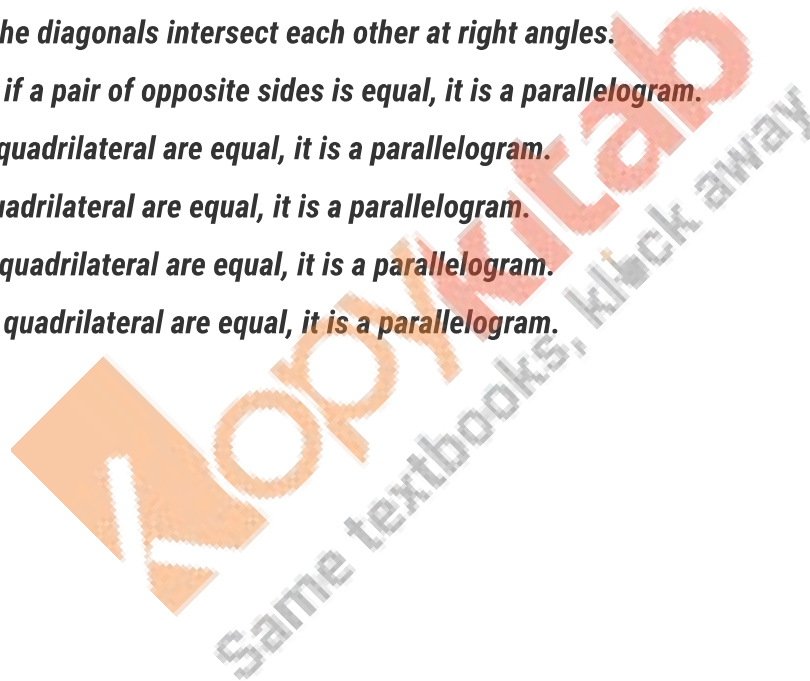 he diagonals intersect each other at right angles.
if a pair of opposite sides is equal, it is a parallelogram.
quadrilateral are equal, it is a parallelogram.
uadrilateral are equal, it is a parallelogram.
quadrilateral are equal, it is a parallelogram.
quadrilateral are equal, it is a parallelogram.
opykitab
Same textbooks, klick away